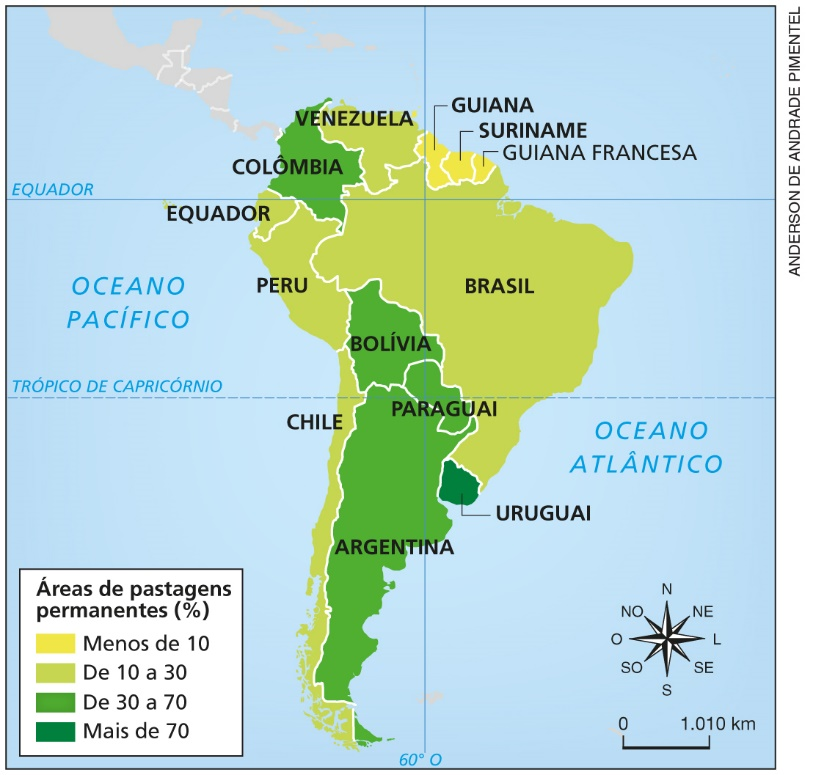 ANDERSON DE ANDRADE PIMENTEL
GUIANA
VENEZUELA
SURINAME
GUIANA FRANCESA
COLÔMBIA
EQUADOR
EQUADOR
PERU
BRASIL
OCEANO
PACÍFICO
BOLÍVIA
TRÓPICO DE CAPRICÓRNIO
PARAGUAI
CHILE
OCEANO
ATLÂNTICO
URUGUAI
ARGENTINA
Áreas de pastagens
permanentes (%)
Menos de 10
De 10 a 30
De 30 a 70
Mais de 70
N
NO NE
O L
SO SE
S
0 1.010 km
60° O